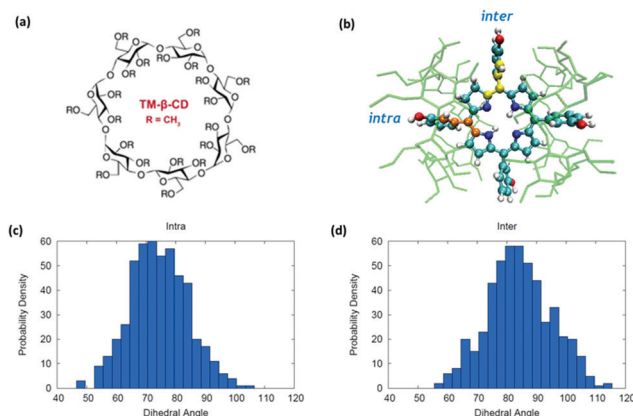 (a)
OR
TM-β-CD
R = CH₃
(b)
inter
intra
(c)
Intra
Probability Density
60
50
40
30
20
10
0
40 50 60 70 80 90 100 110 120
Dihedral Angle
(d)
Inter
Probability Density
60
50
40
30
20
10
0
40 50 60 70 80 90 100 110 120
Dihedral Angle